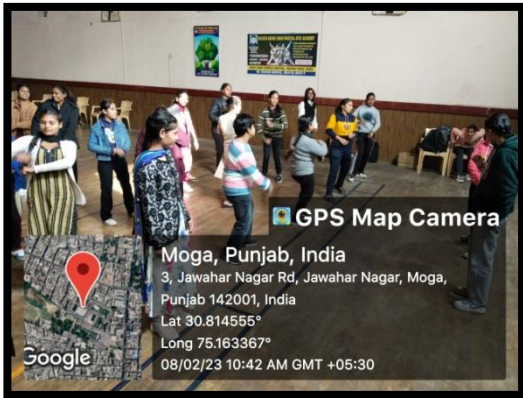 GPS Map Camera
Moga, Punjab, India
3, Jawahar Nagar Rd, Jawahar Nagar, Moga,
Punjab 142001, India
Lat 30.814555°
Long 75.163367°
08/02/23 10:42 AM GMT +05:30
Google